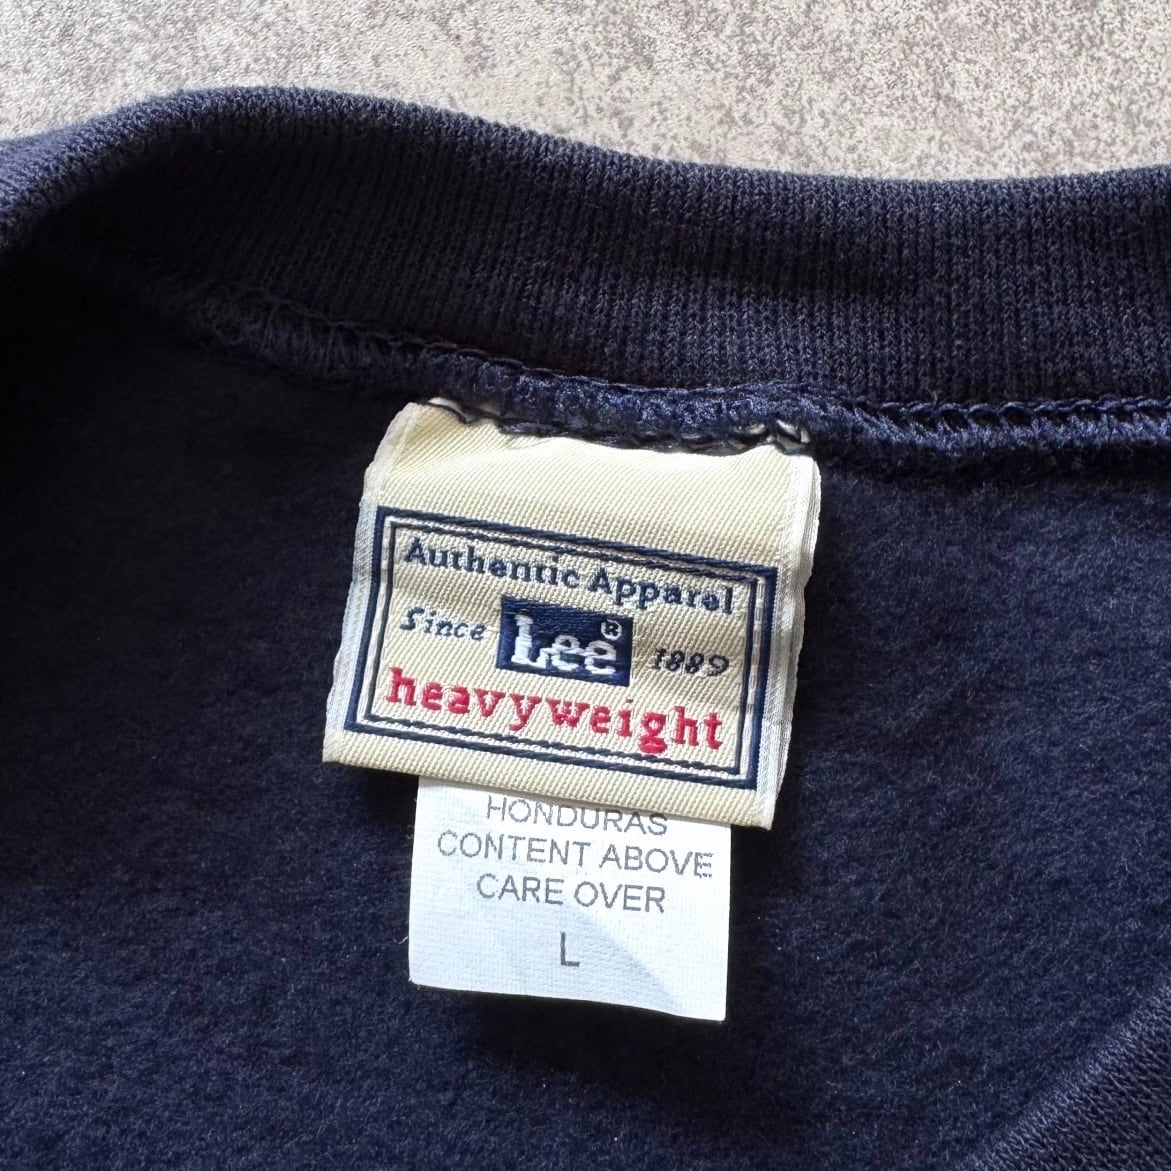 Authentic Apparel
Since Lee® 1889
heavyweight
HONDURAS
CONTENT ABOVE
CARE OVER
L